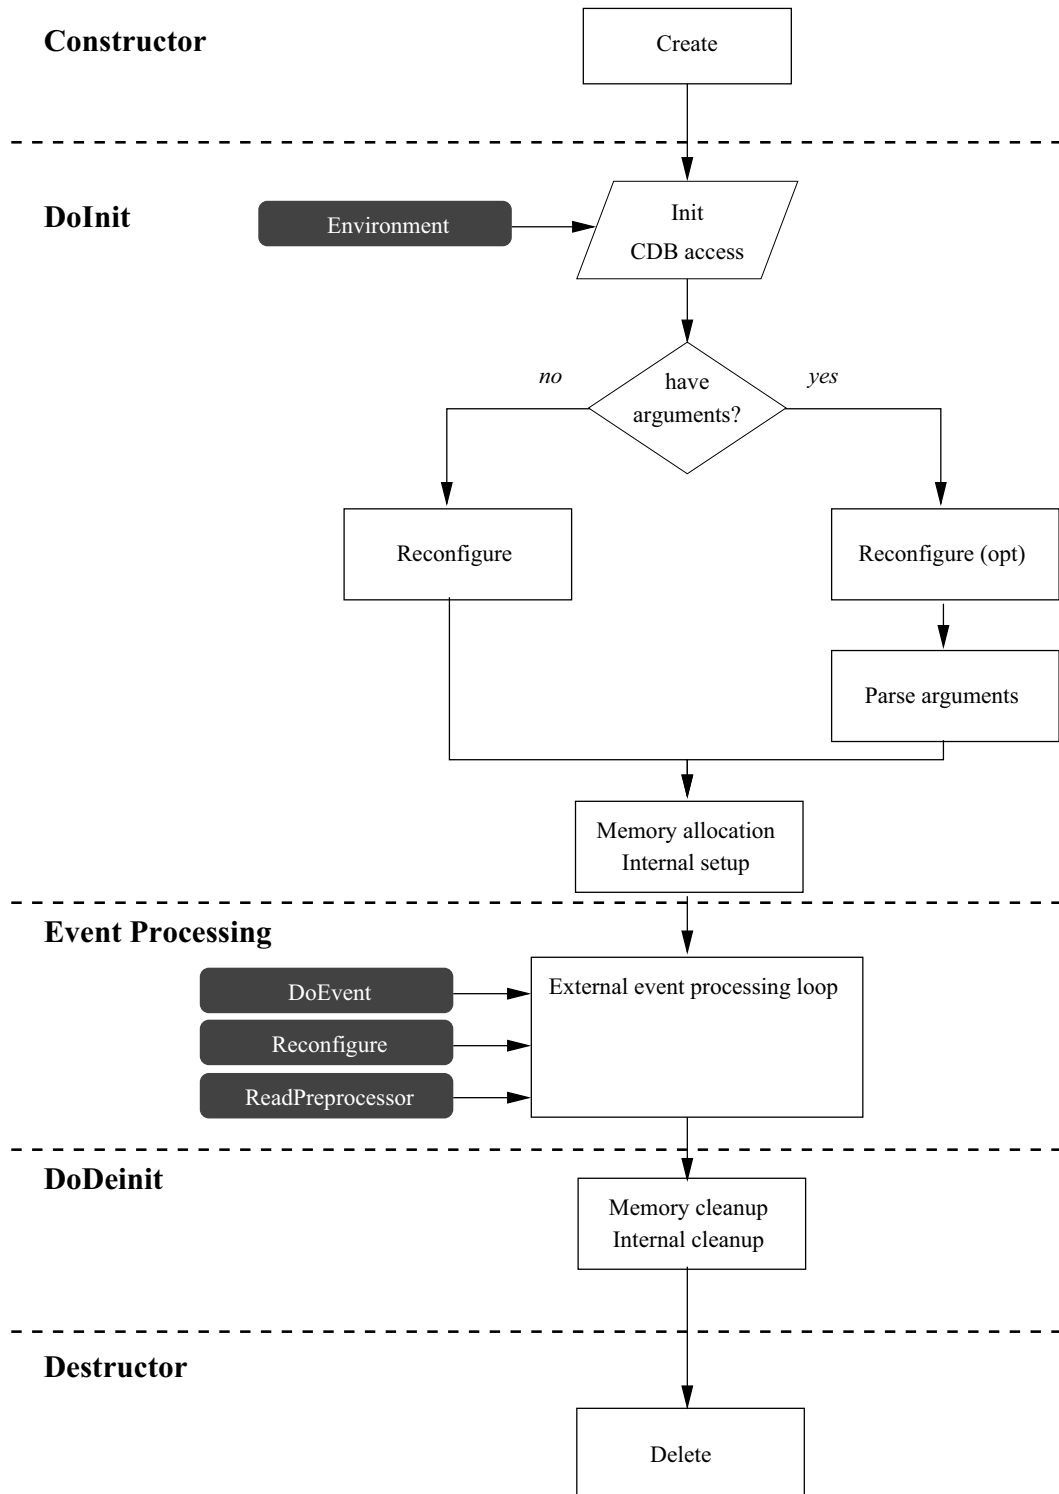 Constructor
Create
DoInit
Environment
Init
CDB access
no
have
yes
arguments?
Reconfigure
Reconfigure (opt)
Parse arguments
Memory allocation
Internal setup
Event Processing
DoEvent
External event processing loop
Reconfigure
ReadPreprocessor
DoDeinit
Memory cleanup
Internal cleanup
Destructor
Delete